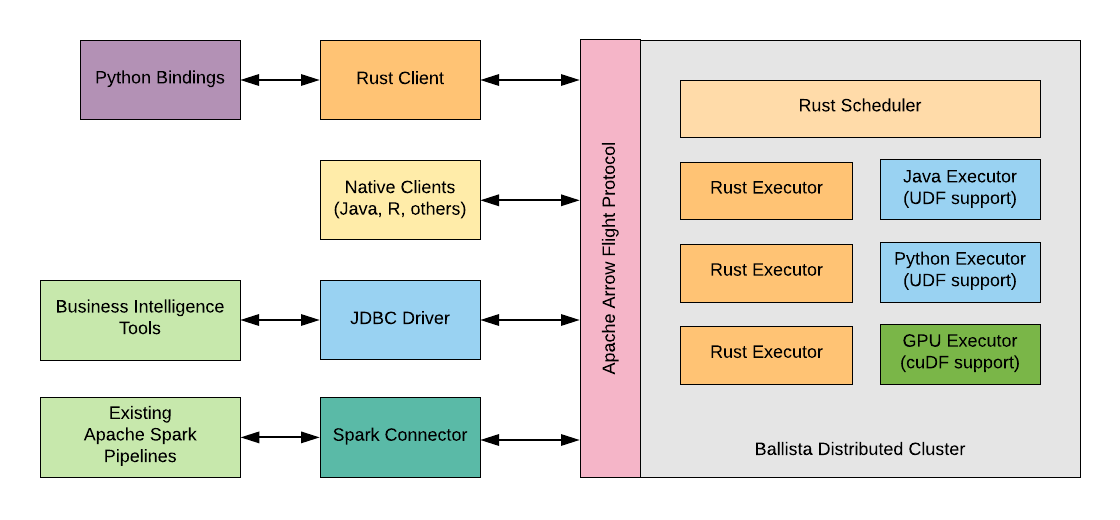 Python Bindings
Rust Client
Native Clients
(Java, R, others)
Business Intelligence
Tools
JDBC Driver
Existing
Apache Spark
Pipelines
Spark Connector
Apache Arrow Flight Protocol
Rust Scheduler
Rust Executor
Java Executor
(UDF support)
Rust Executor
Python Executor
(UDF support)
Rust Executor
GPU Executor
(cuDF support)
Ballista Distributed Cluster